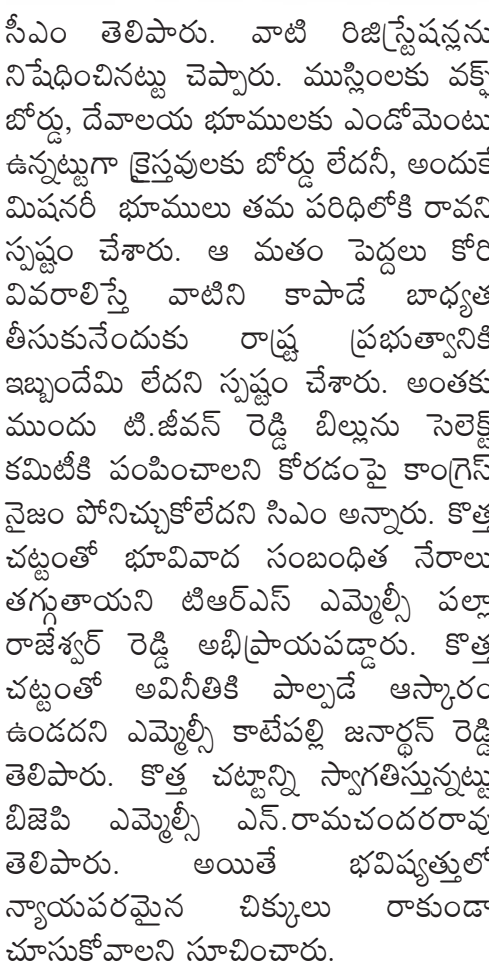 సీఎం తెలిపారు. వాటి రిజిస్ట్రేషన్లను
నిషేధించినట్టు చెప్పారు. ముస్లింలకు వక్ఫ్
బోర్డు, దేవాలయ భూములకు ఎండోమెంటు
ఉన్నట్టుగా క్రైస్తవులకు బోర్డు లేదనీ, అందుకే
మిషనరీ భూములు తమ పరిధిలోకి రావని
స్పష్టం చేశారు. ఆ మతం పెద్దలు కోరి
వివరాలిస్తే వాటిని కాపాడే బాధ్యత
తీసుకునేందుకు రాష్ట్ర ప్రభుత్వానికి
ఇబ్బందేమి లేదని స్పష్టం చేశారు. అంతకు
ముందు టి.జీవన్ రెడ్డి బిల్లును సెలెక్ట్
కమిటీకి పంపించాలని కోరడంపై కాంగ్రెస్
నైజం పోనిచ్చుకోలేదని సిఎం అన్నారు. కొత్త
చట్టంతో భూవివాద సంబంధిత నేరాలు
తగ్గుతాయని టిఆర్ఎస్ ఎమ్మెల్సీ పల్లా
రాజేశ్వర్ రెడ్డి అభిప్రాయపడ్డారు. కొత్త
చట్టంతో అవినీతికి పాల్పడే ఆస్కారం
ఉండదని ఎమ్మెల్సీ కాటేపల్లి జనార్థన్ రెడ్డి
తెలిపారు. కొత్త చట్టాన్ని స్వాగతిస్తున్నట్టు
బిజెపి ఎమ్మెల్సీ ఎన్.రామచందరరావు
తెలిపారు. అయితే భవిష్యత్తులో
న్యాయపరమైన చిక్కులు రాకుండా
చూసుకోవాలని సూచించారు.